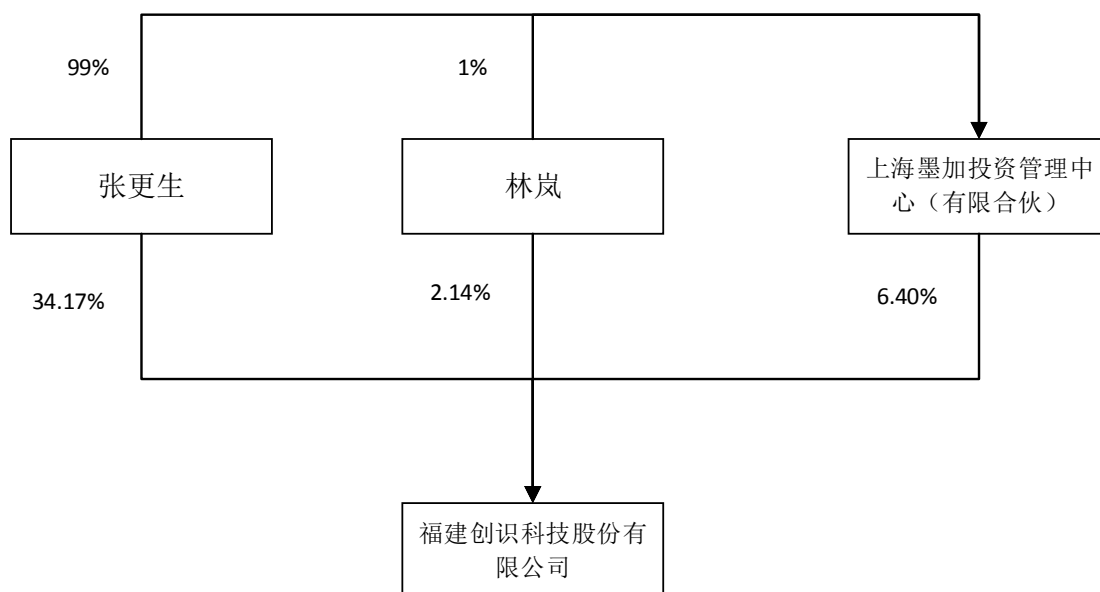 99%
1%
张更生
林岚
上海墨加投资管理中
心（有限合伙）
34.17%
2.14%
6.40%
福建创识科技股份有
限公司